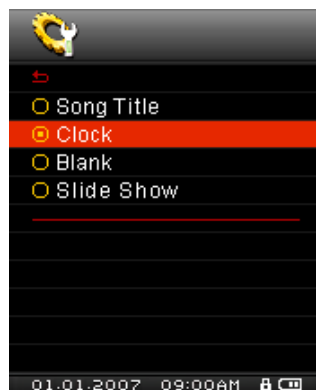 Song Title
Clock
Blank
Slide Show
01.01.2007 09:00AM